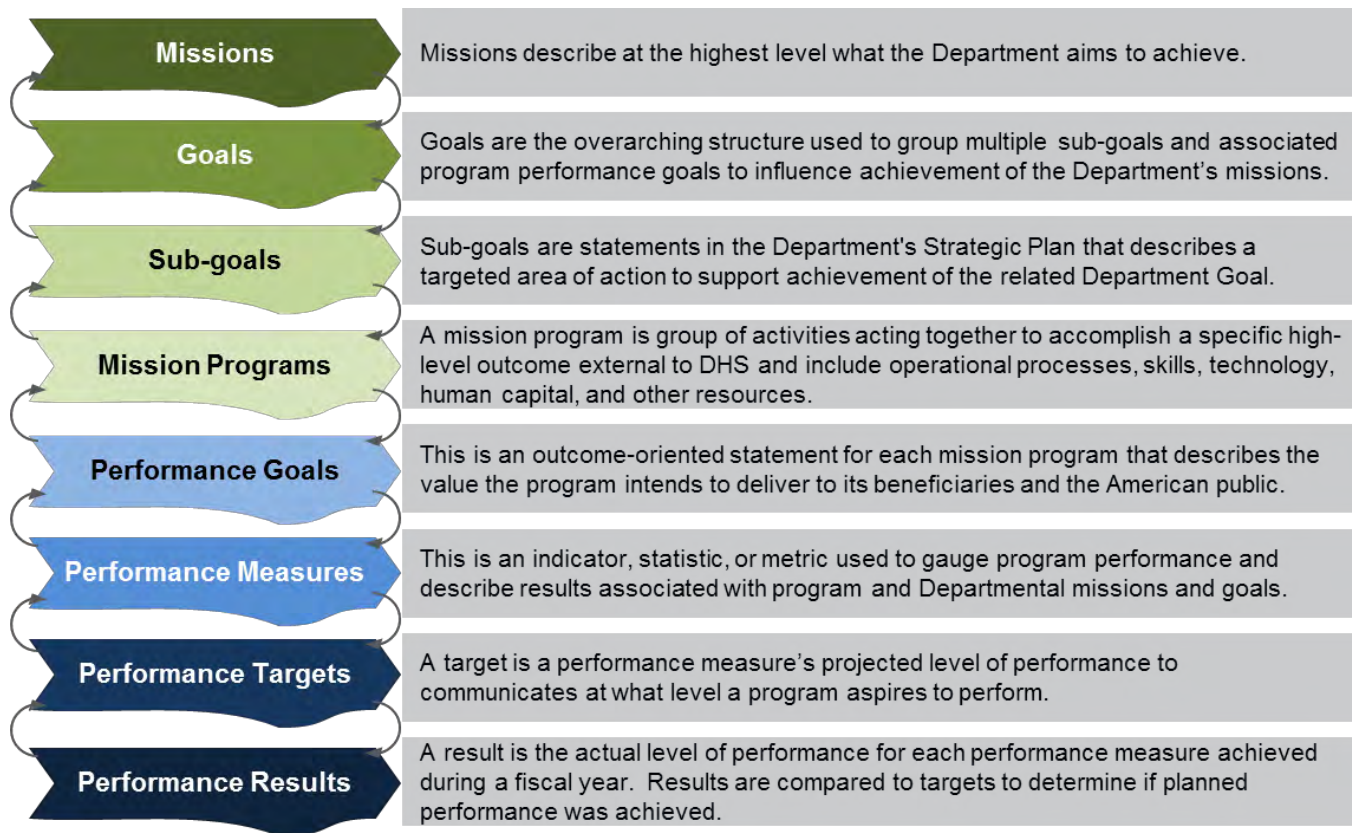 Missions
Missions describe at the highest level what the Department aims to achieve.
Goals
Goals are the overarching structure used to group multiple sub-goals and associated
program performance goals to influence achievement of the Department's missions.
Sub-goals
Sub-goals are statements in the Department's Strategic Plan that describes a
targeted area of action to support achievement of the related Department Goal.
Mission Programs
A mission program is group of activities acting together to accomplish a specific high-
level outcome external to DHS and include operational processes, skills, technology,
human capital, and other resources.
Performance Goals
This is an outcome-oriented statement for each mission program that describes the
value the program intends to deliver to its beneficiaries and the American public.
Performance Measures
This is an indicator, statistic, or metric used to gauge program performance and
describe results associated with program and Departmental missions and goals.
Performance Targets
A target is a performance measure's projected level of performance to
communicates at what level a program aspires to perform.
Performance Results
A result is the actual level of performance for each performance measure achieved
during a fiscal year.  Results are compared to targets to determine if planned
performance was achieved.